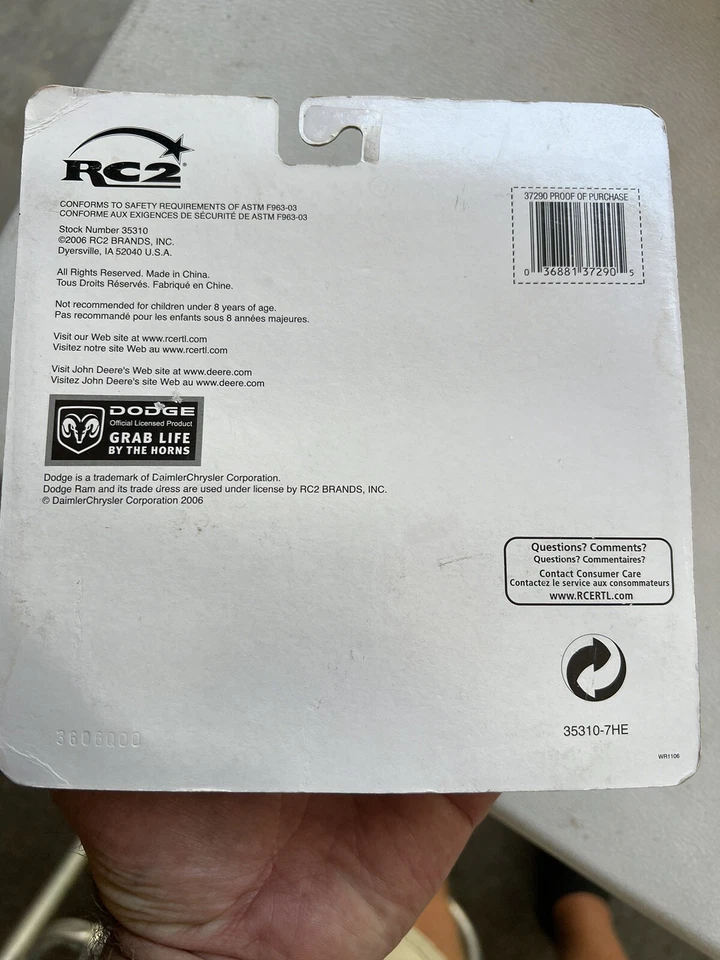 RC2
CONFORMS TO SAFETY REQUIREMENTS OF ASTM F963-03
CONFORME AUX EXIGENCES DE SÉCURITÉ DE ASTM F963-03
Stock Number 35310
©2006 RC2 BRANDS, INC.
Dyersville, IA 52040 U.S.A.
All Rights Reserved. Made in China.
Tous Droits Réservés. Fabriqué en Chine.
Not recommended for children under 8 years of age.
Pas recommandé pour les enfants sous 8 années majeures.
Visit our Web site at www.rcertl.com
Visitez notre site Web au www.rcertl.com
Visit John Deere's Web site at www.deere.com
Visitez John Deere's site Web au www.deere.com
DODGE
Official Licensed Product
GRAB LIFE
BY THE HORNS
Dodge is a trademark of DaimlerChrysler Corporation.
Dodge Ram and its trade dress are used under license by RC2 BRANDS, INC.
© DaimlerChrysler Corporation 2006
37290 PROOF OF PURCHASE
0 36881 37290 5
Questions? Comments?
Questions? Commentaires?
Contact Consumer Care
Contactez le service aux consommateurs
www.RCERTL.com
35310-7HE
WR1106
3606000